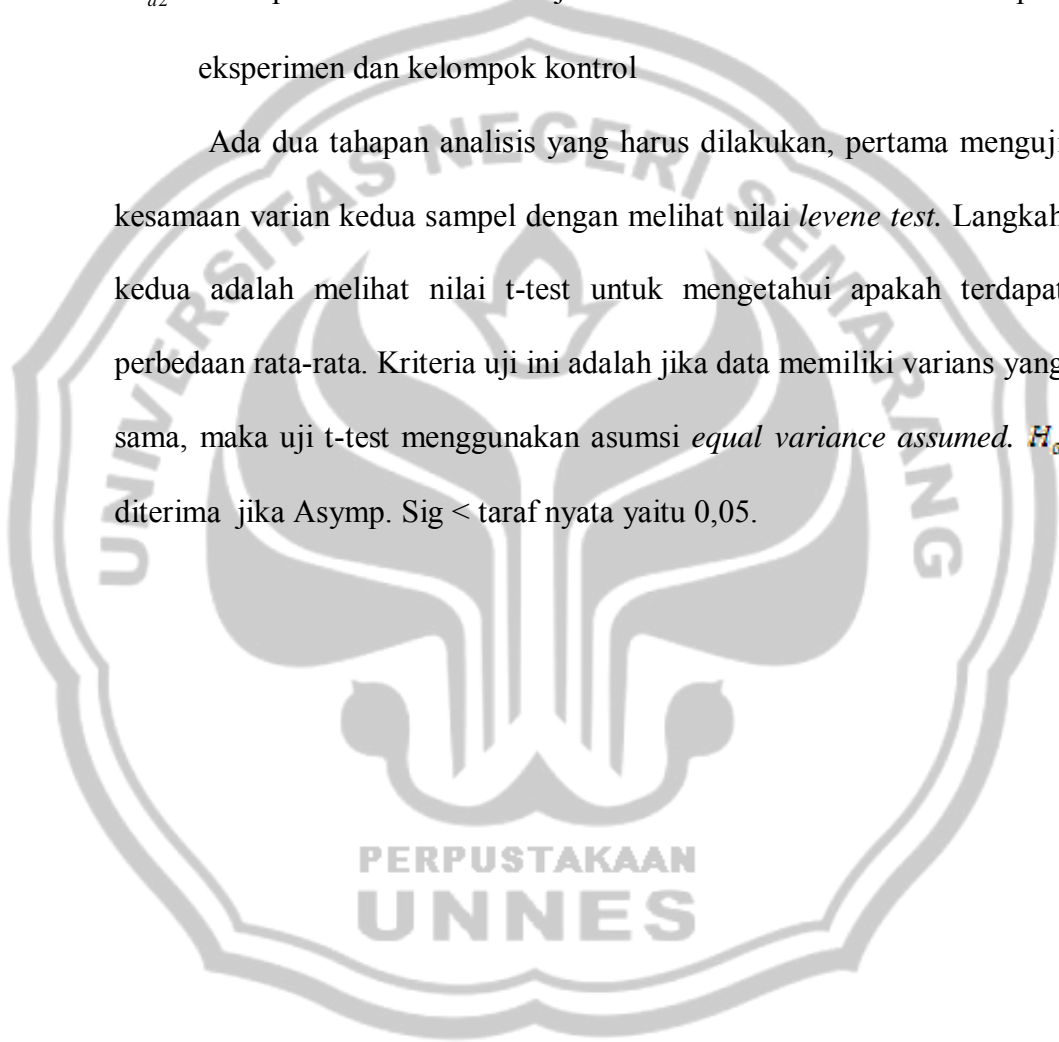 eksperimen dan kelompok kontrol
Ada dua tahapan analisis yang harus dilakukan, pertama menguji
kesamaan varian kedua sampel dengan melihat nilai levene test. Langkah
kedua adalah melihat nilai t-test untuk mengetahui apakah terdapat
perbedaan rata-rata. Kriteria uji ini adalah jika data memiliki varians yang
sama, maka uji t-test menggunakan asumsi equal variance assumed. H
diterima jika Asymp. Sig < taraf nyata yaitu 0,05.
UNIVERSITAS NEGERI SEMARANG
PERPUSTAKAAN
UNNES